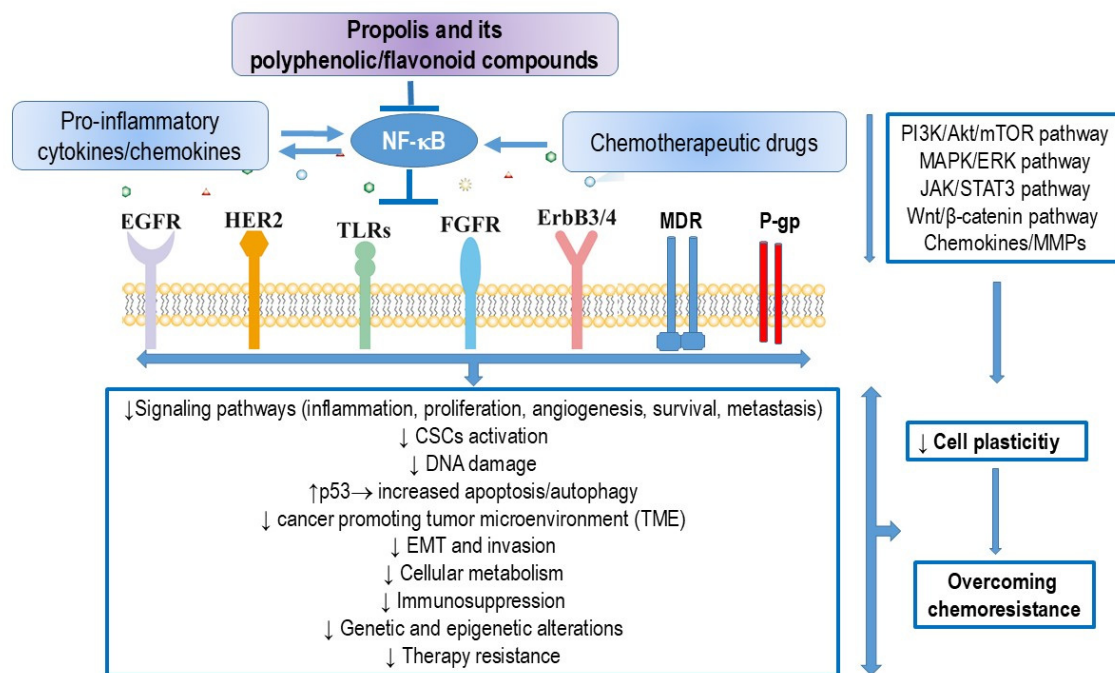 Propolis and its
polyphenolic/flavonoid compounds
Pro-inflammatory
cytokines/chemokines
NF-κB
Chemotherapeutic drugs
PI3K/Akt/mTOR pathway
MAPK/ERK pathway
JAK/STAT3 pathway
Wnt/β-catenin pathway
Chemokines/MMPs
EGFR
HER2
TLRs
FGFR
ErbB3/4
MDR
P-gp
↓Signaling pathways (inflammation, proliferation, angiogenesis, survival, metastasis)
↓ CSCs activation
↓ DNA damage
↑p53→ increased apoptosis/autophagy
↓ cancer promoting tumor microenvironment (TME)
↓ EMT and invasion
↓ Cellular metabolism
↓ Immunosuppression
↓ Genetic and epigenetic alterations
↓ Therapy resistance
↓ Cell plasticitiy
Overcoming
chemoresistance